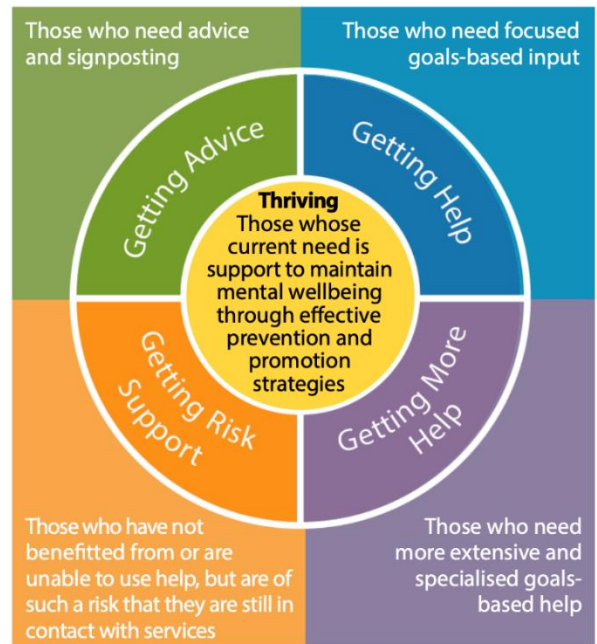 Those who need advice
and signposting
Those who need focused
goals-based input
Getting Advice
Getting Help
Thriving
Those whose
current need is
support to maintain
mental wellbeing
through effective
prevention and
promotion
strategies
Getting Risk
Support
Getting More
Help
Those who have not
benefitted from or are
unable to use help, but are of
such a risk that they are still in
contact with services
Those who need
more extensive and
specialised goals-
based help